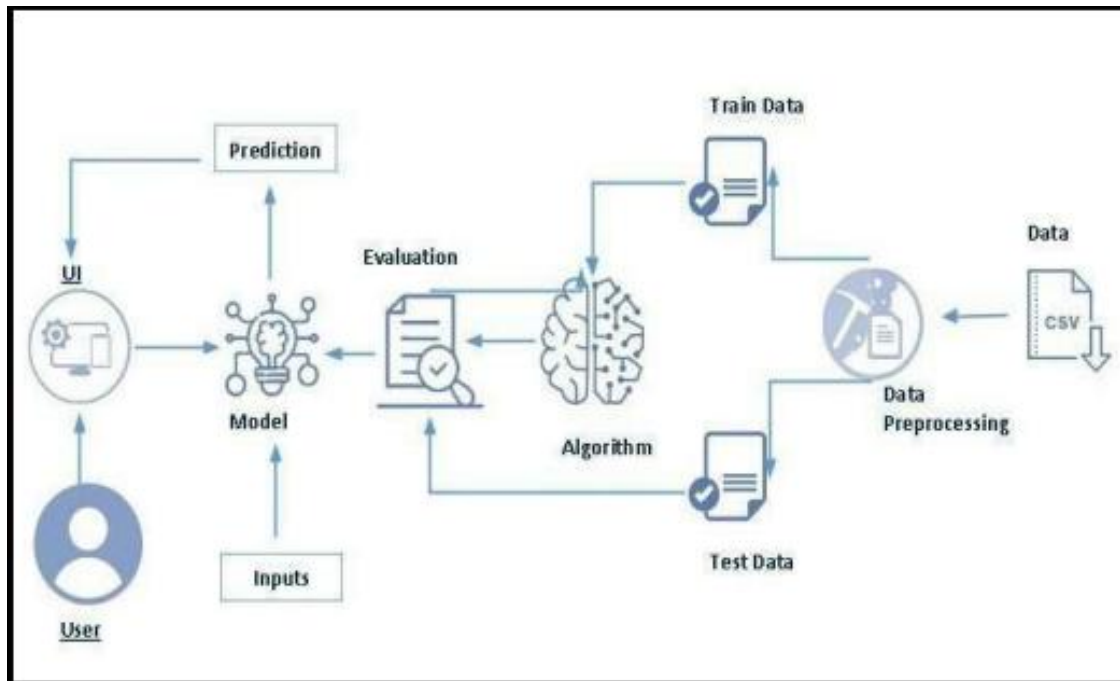 Train Data
Prediction
Data
Evaluation
UI
CSV
Model
Data
Preprocessing
Algorithm
Test Data
Inputs
User